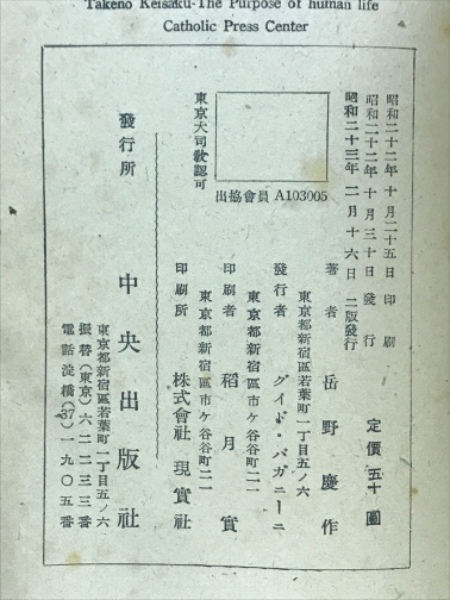 Takeno Keisaku-The Purpose of human life
Catholic Press Center
昭和二十二年十月二十五日 印刷
昭和二十二年十月三十日 發行
昭和二十三年二月十六日 二版發行
定價 五十圓
出協會員 A103005
東京大司敎認可
著者 岳野慶作
東京都新宿區若葉町一丁目五ノ六
發行者 グイド・パガニーニ
東京都新宿區市ケ谷谷町二一
印刷者 稻月實
東京都新宿區市ケ谷谷町二一
印刷所 株式會社 現實社
發行所 中央出版社
東京都新宿區若葉町一丁目五ノ六
振替(東京)六二二三三番
電話淀橋(37)一九〇五番